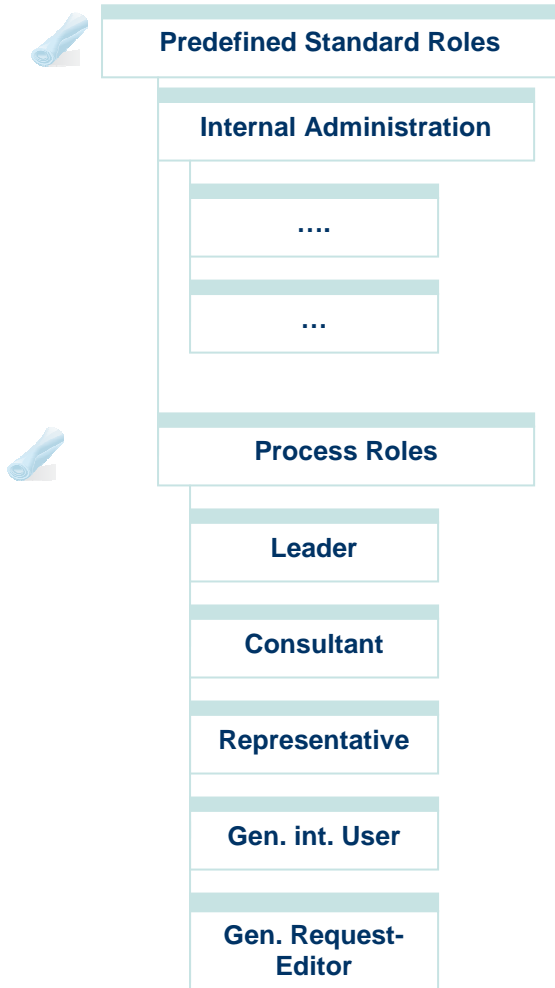 Predefined Standard Roles
Internal Administration
….
…
Process Roles
Leader
Consultant
Representative
Gen. int. User
Gen. Request-
Editor